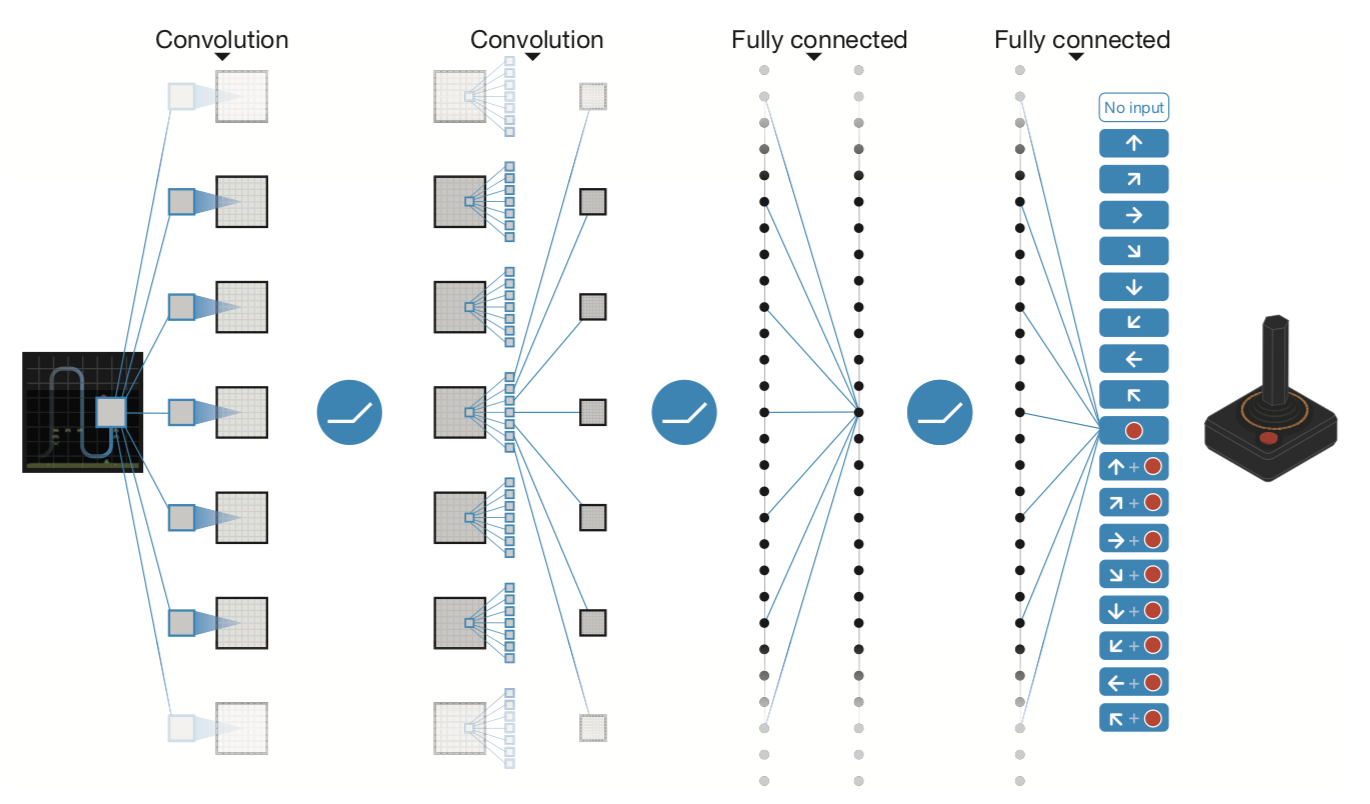 Convolution
Convolution
Fully connected
Fully connected
No input
+
+
+
+
+
+
+
+